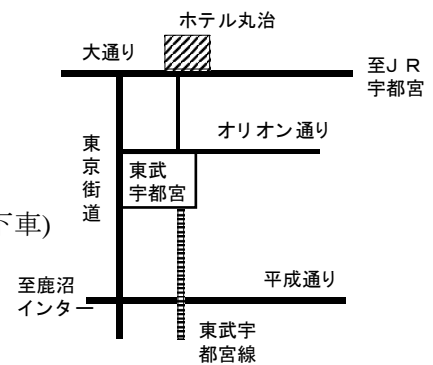 ホテル丸治
大通り
至JR
宇都宮
オリオン通り
東京街道
東武
宇都宮
下車)
平成通り
至鹿沼
インター
東武宇
都宮線